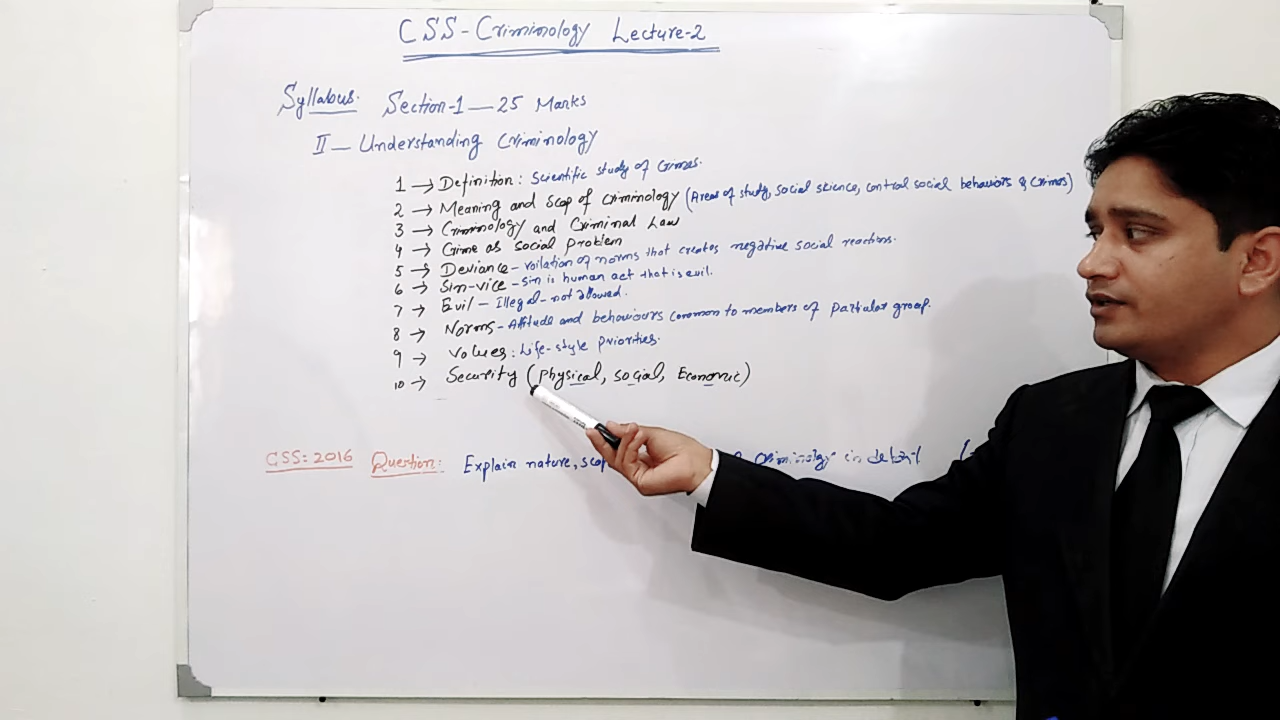 CSS-Criminology Lecture-2
Syllabus. Section-1 — 25 Marks
II — Understanding Criminology
1 → Definition: Scientific study of Crimes.
2 → Meaning and Scop of Criminology (Areas of study, social science, control social behaviors & Crimes)
3 → Criminology and Criminal Law
4 → Crime as social problem
5 → Deviance - voilation of norms that creates negative social reactions.
6 → Sin-vice - sin is human act that is evil.
7 → Evil - Illegal - not allowed.
8 → Norms - Attitude and behaviours common to members of particular group.
9 → Values: Life-style priorities.
10 → Security (Physical, social, Economic)
CSS: 2016 Question: Explain nature, scop Criminology in detail (